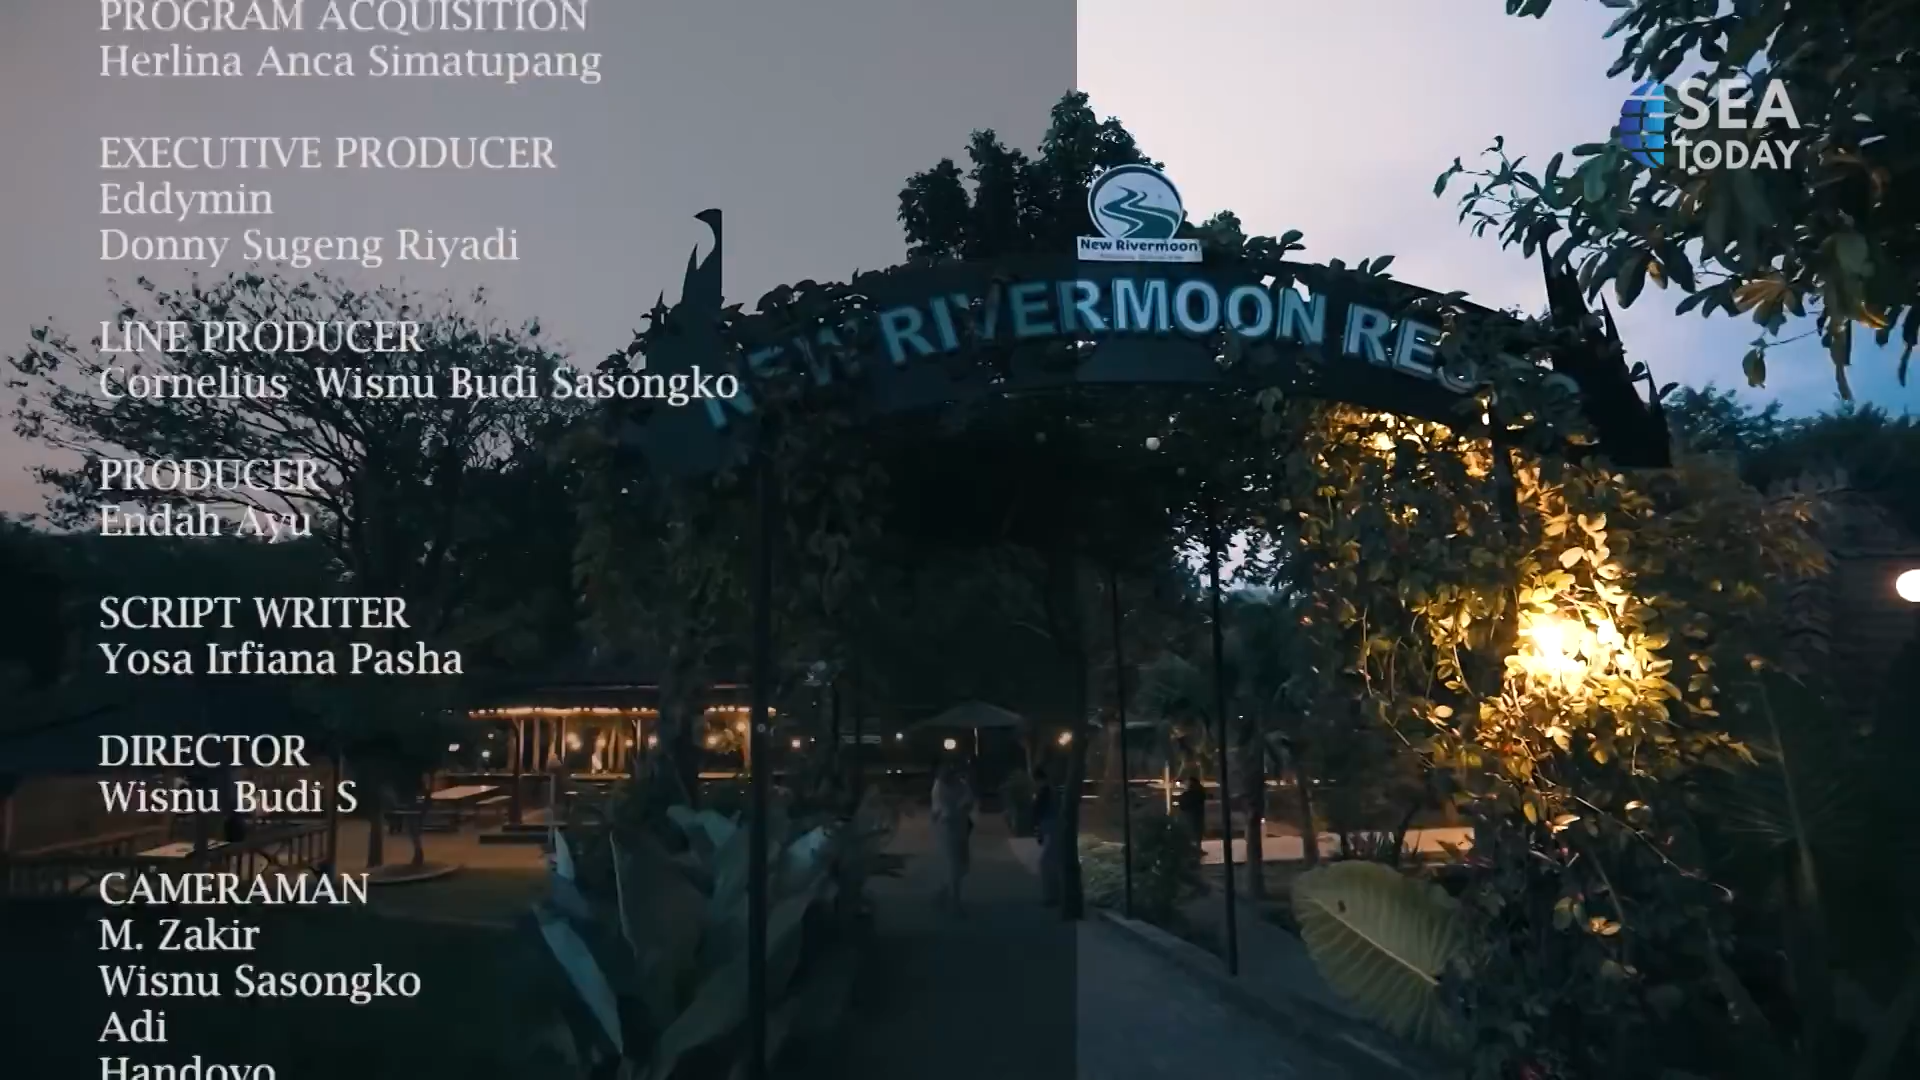 PROGRAM ACQUISITION
Herlina Anca Simatupang
EXECUTIVE PRODUCER
Eddymin
Donny Sugeng Riyadi
LINE PRODUCER
Cornelius Wisnu Budi Sasongko
PRODUCER
Endah Ayu
SCRIPT WRITER
Yosa Irfiana Pasha
DIRECTOR
Wisnu Budi S
CAMERAMAN
M. Zakir
Wisnu Sasongko
Adi
Handoyo
SEA
TODAY
New Rivermoon
NEW RIVERMOON